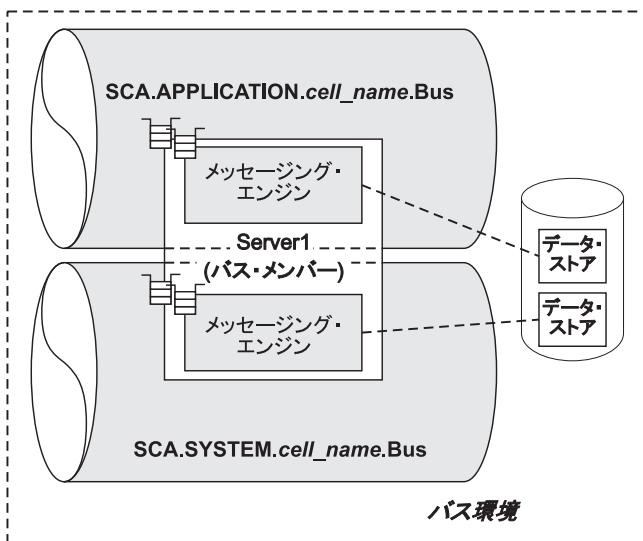 SCA.APPLICATION.cell_name.Bus
メッセージング・
エンジン
Server1
(バス・メンバー)
データ・
ストア
データ・
ストア
メッセージング・
エンジン
SCA.SYSTEM.cell_name.Bus
バス環境